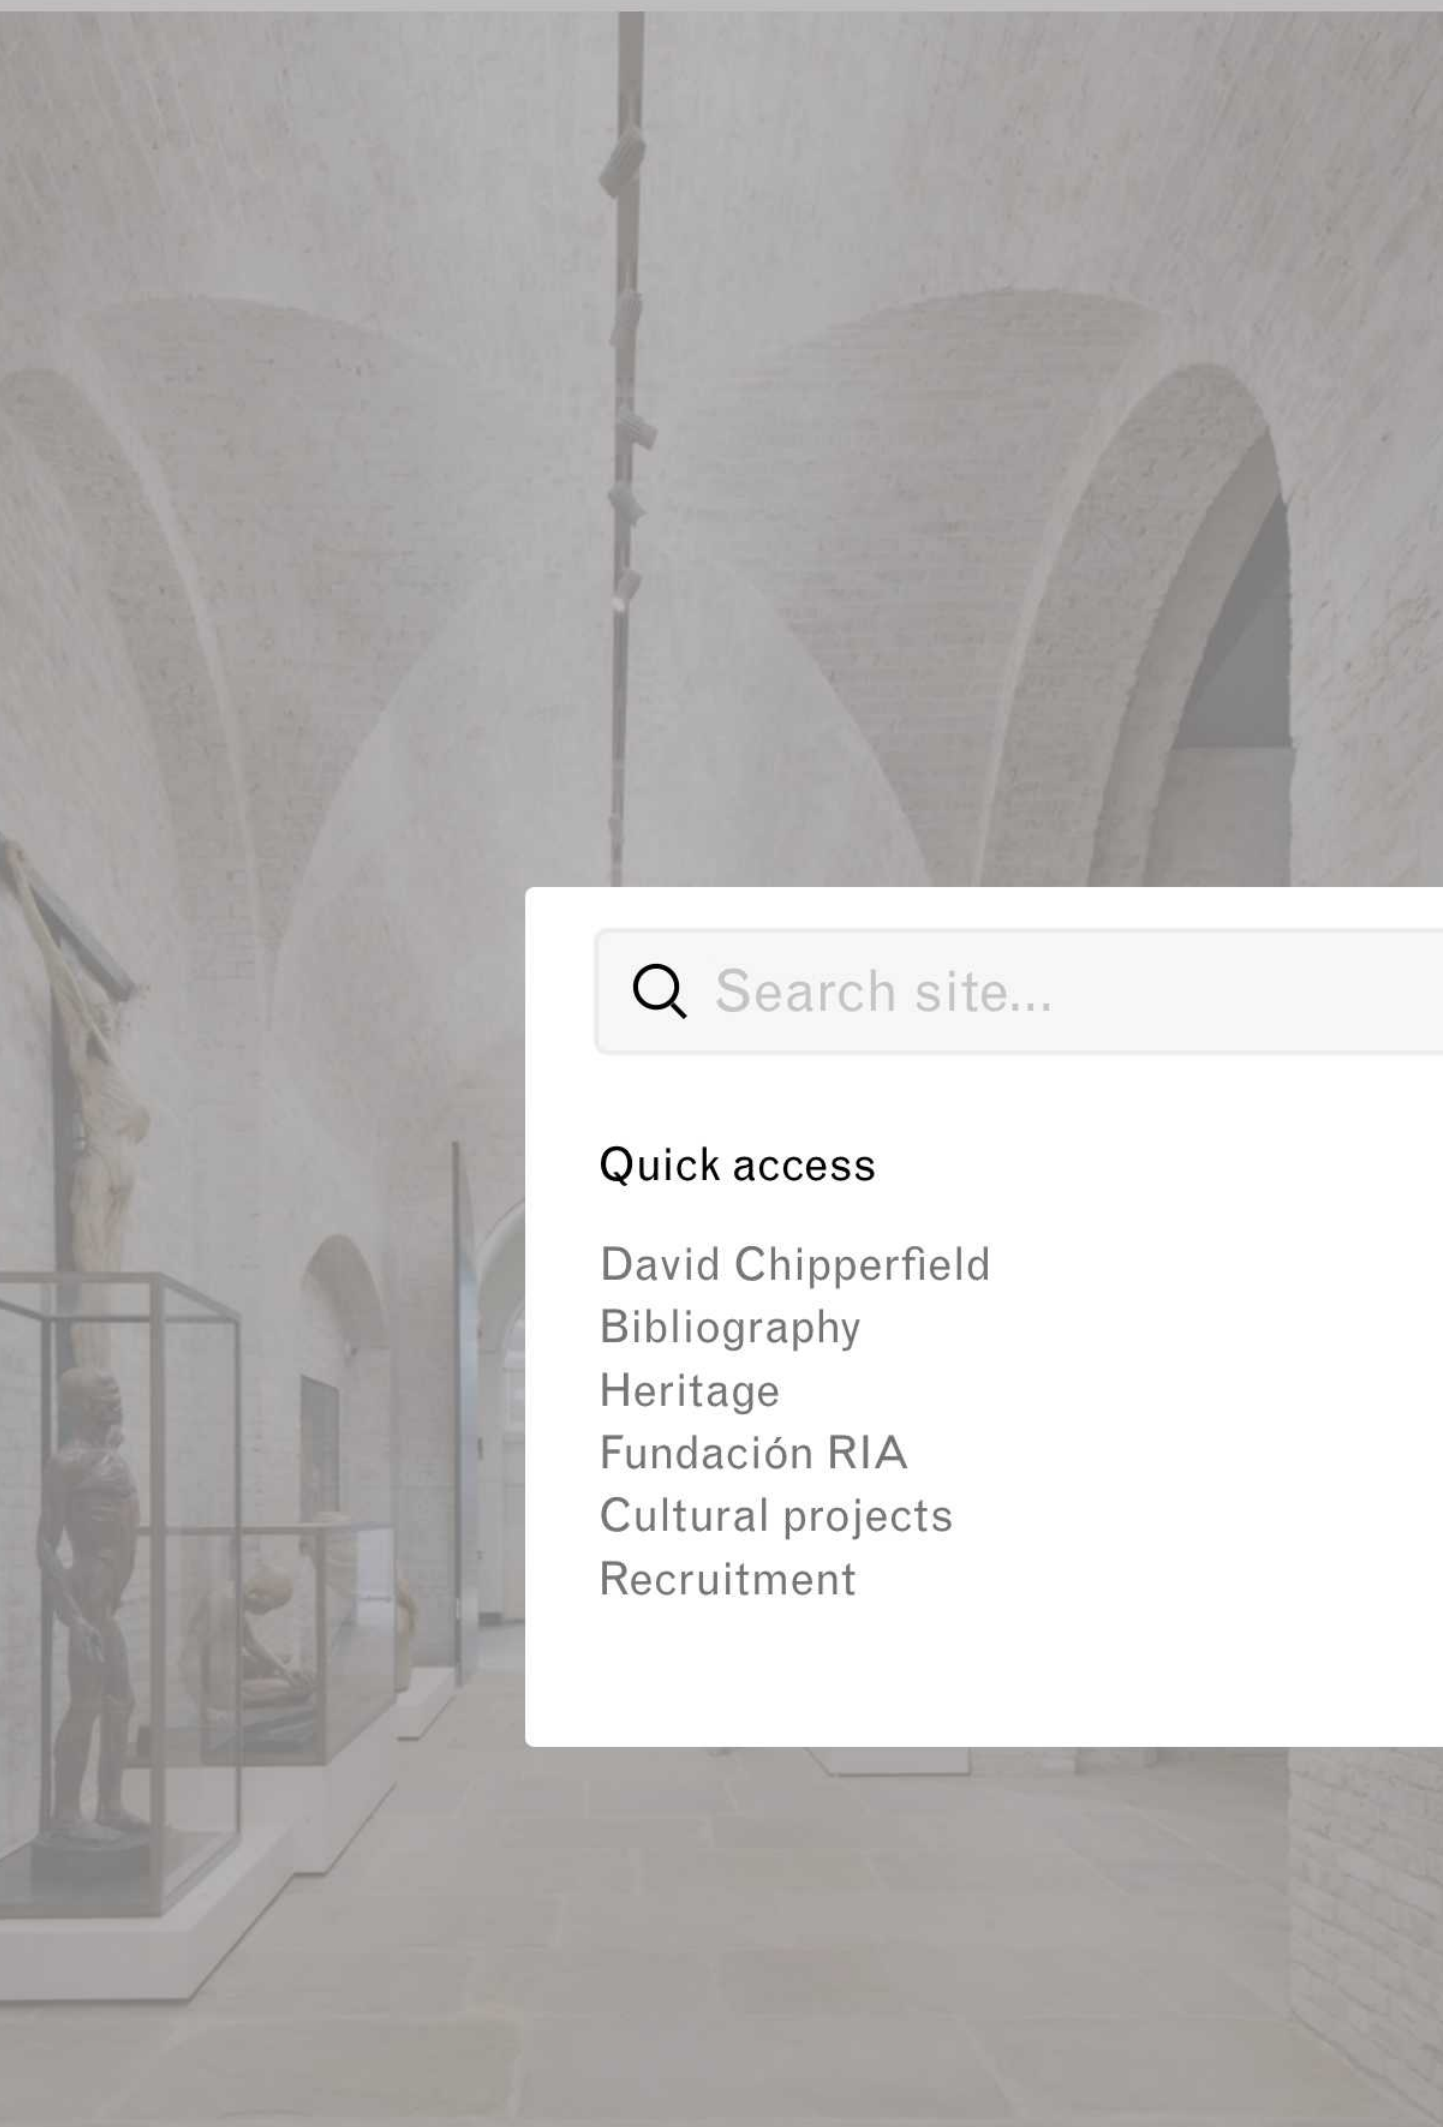 Search site...
Quick access
David Chipperfield
Bibliography
Heritage
Fundación RIA
Cultural projects
Recruitment